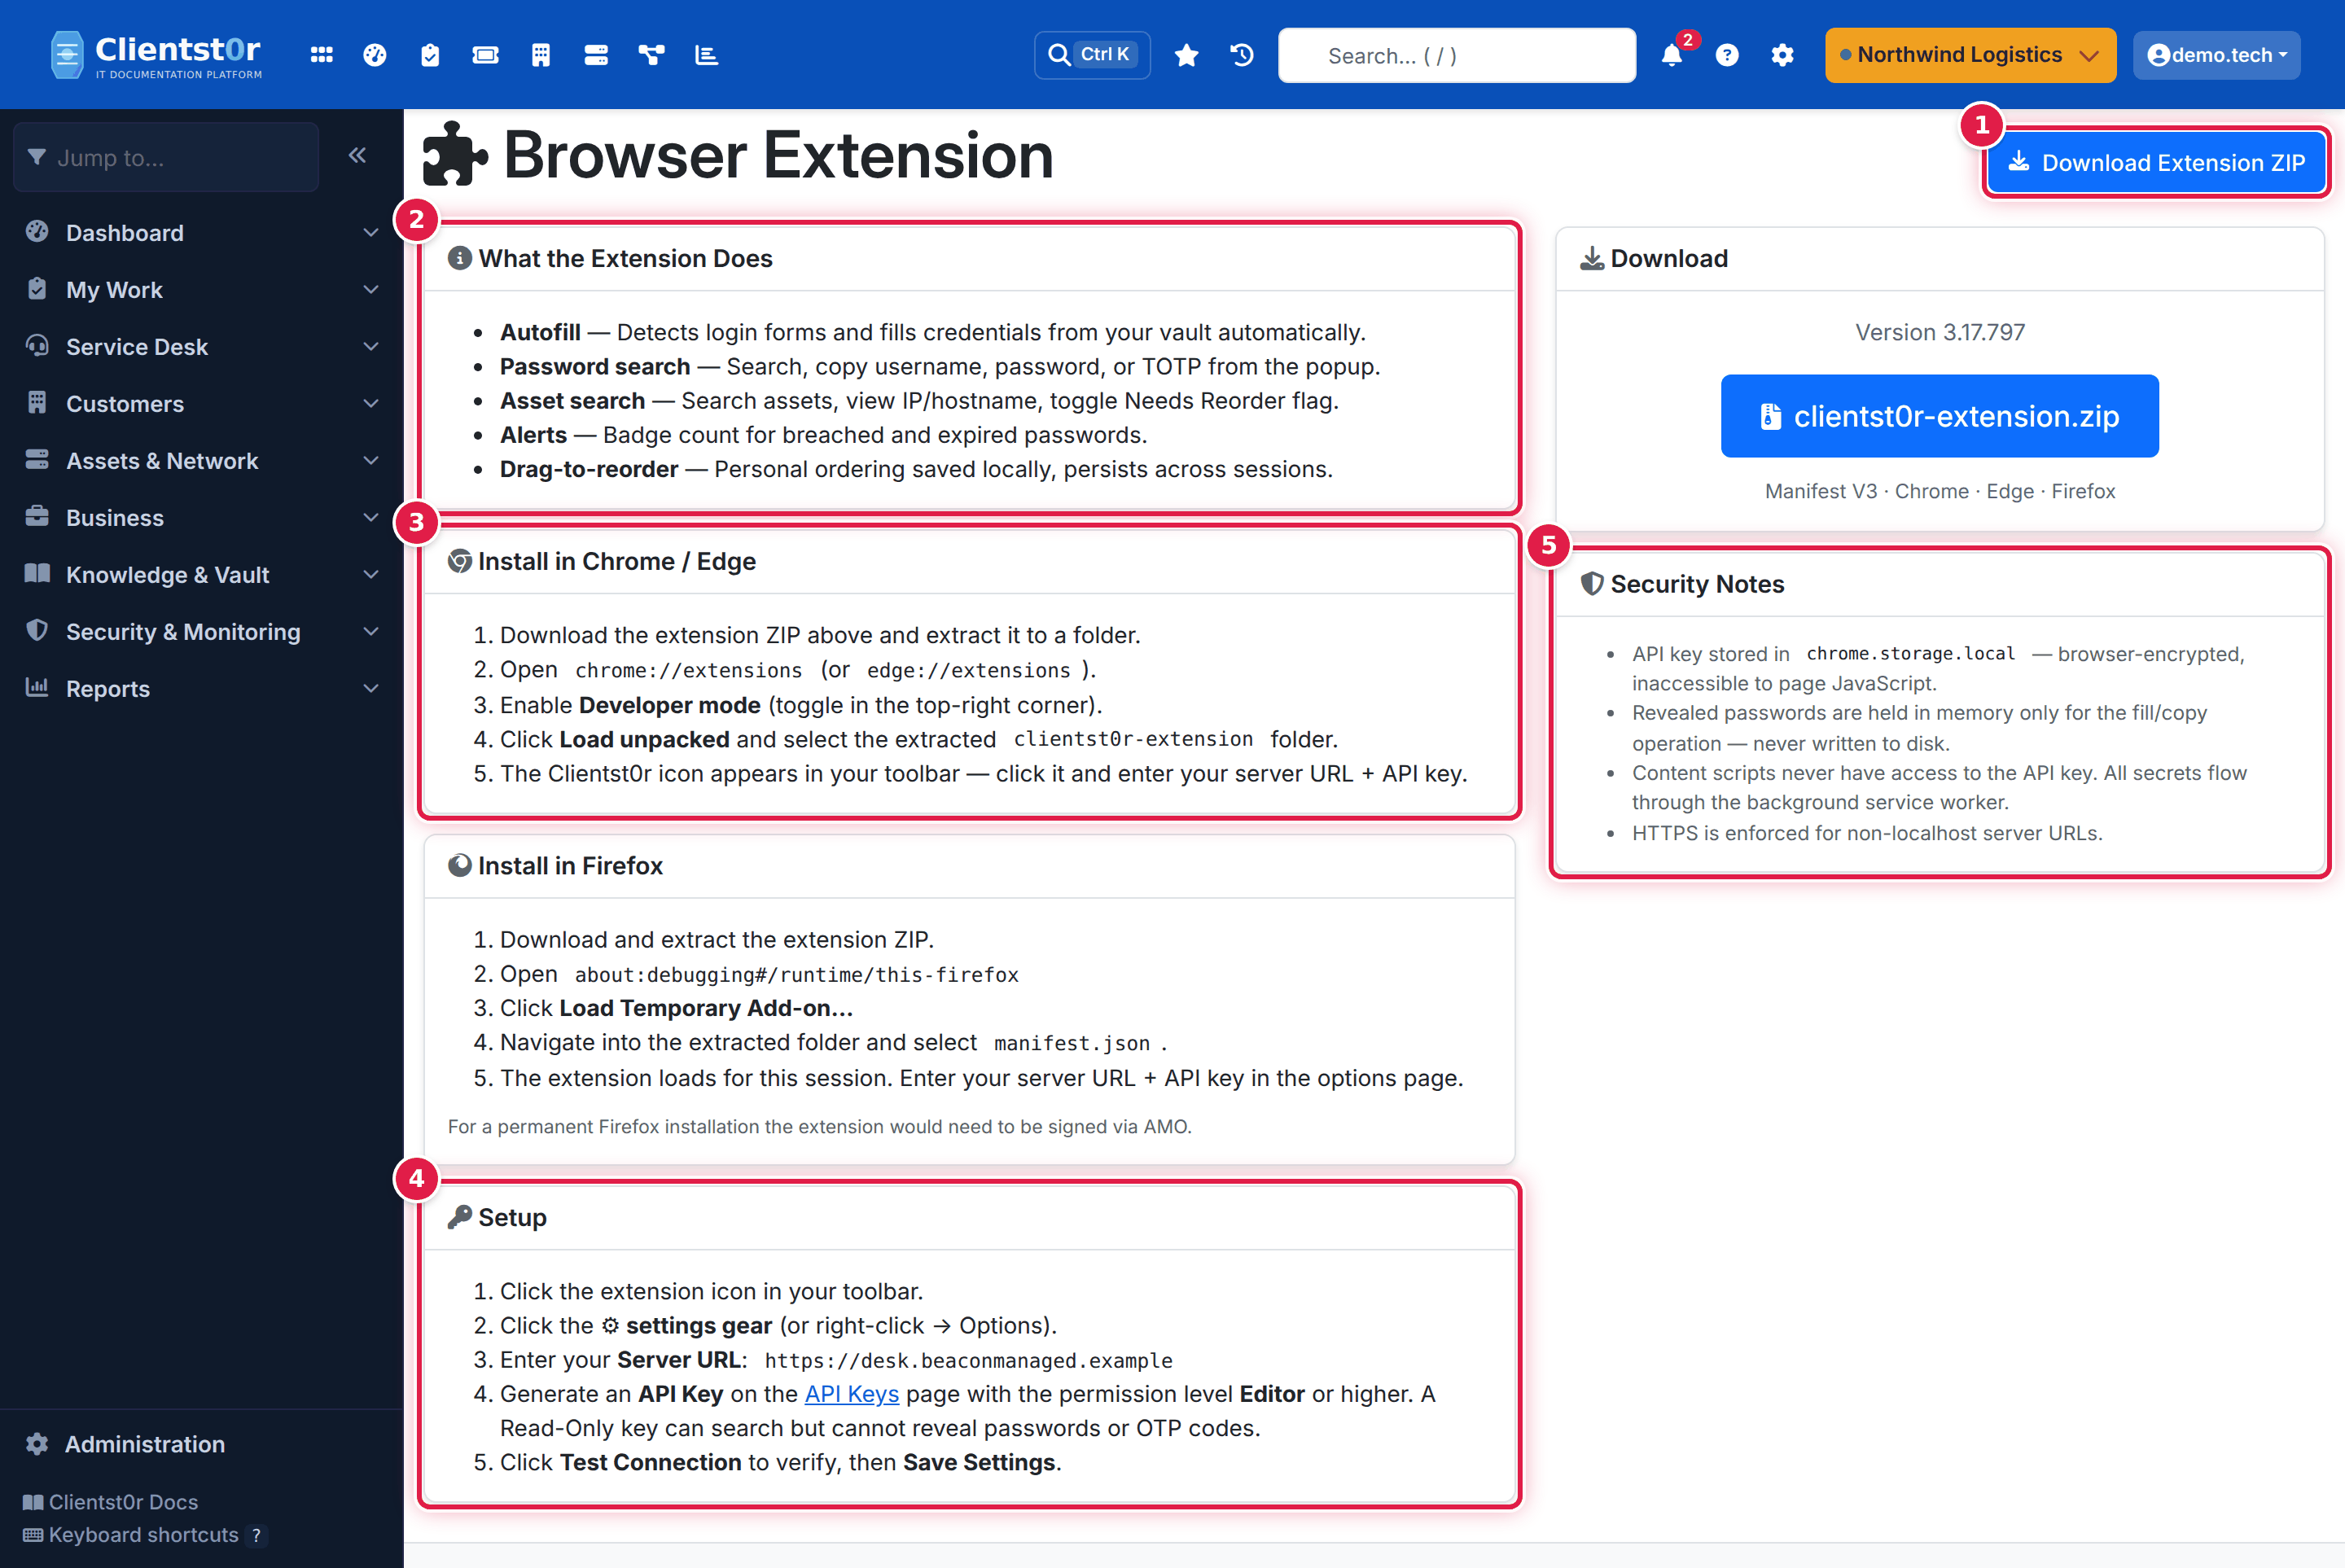 Clientst0r
IT DOCUMENTATION PLATFORM
Ctrl K
Search... ( / )
2
Northwind Logistics
demo.tech
Jump to...
Dashboard
My Work
Service Desk
Customers
Assets & Network
Business
Knowledge & Vault
Security & Monitoring
Reports
Administration
Clientst0r Docs
Keyboard shortcuts ?
Browser Extension
1
Download Extension ZIP
2
What the Extension Does
• Autofill — Detects login forms and fills credentials from your vault automatically.
• Password search — Search, copy username, password, or TOTP from the popup.
• Asset search — Search assets, view IP/hostname, toggle Needs Reorder flag.
• Alerts — Badge count for breached and expired passwords.
• Drag-to-reorder — Personal ordering saved locally, persists across sessions.
3
Install in Chrome / Edge
1. Download the extension ZIP above and extract it to a folder.
2. Open chrome://extensions (or edge://extensions ).
3. Enable Developer mode (toggle in the top-right corner).
4. Click Load unpacked and select the extracted clientst0r-extension folder.
5. The Clientst0r icon appears in your toolbar — click it and enter your server URL + API key.
Install in Firefox
1. Download and extract the extension ZIP.
2. Open about:debugging#/runtime/this-firefox
3. Click Load Temporary Add-on...
4. Navigate into the extracted folder and select manifest.json .
5. The extension loads for this session. Enter your server URL + API key in the options page.
For a permanent Firefox installation the extension would need to be signed via AMO.
4
Setup
1. Click the extension icon in your toolbar.
2. Click the ⚙ settings gear (or right-click → Options).
3. Enter your Server URL: https://desk.beaconmanaged.example
4. Generate an API Key on the API Keys page with the permission level Editor or higher. A
Read-Only key can search but cannot reveal passwords or OTP codes.
5. Click Test Connection to verify, then Save Settings.
Download
Version 3.17.797
clientst0r-extension.zip
Manifest V3 · Chrome · Edge · Firefox
5
Security Notes
• API key stored in chrome.storage.local — browser-encrypted,
inaccessible to page JavaScript.
• Revealed passwords are held in memory only for the fill/copy
operation — never written to disk.
• Content scripts never have access to the API key. All secrets flow
through the background service worker.
• HTTPS is enforced for non-localhost server URLs.